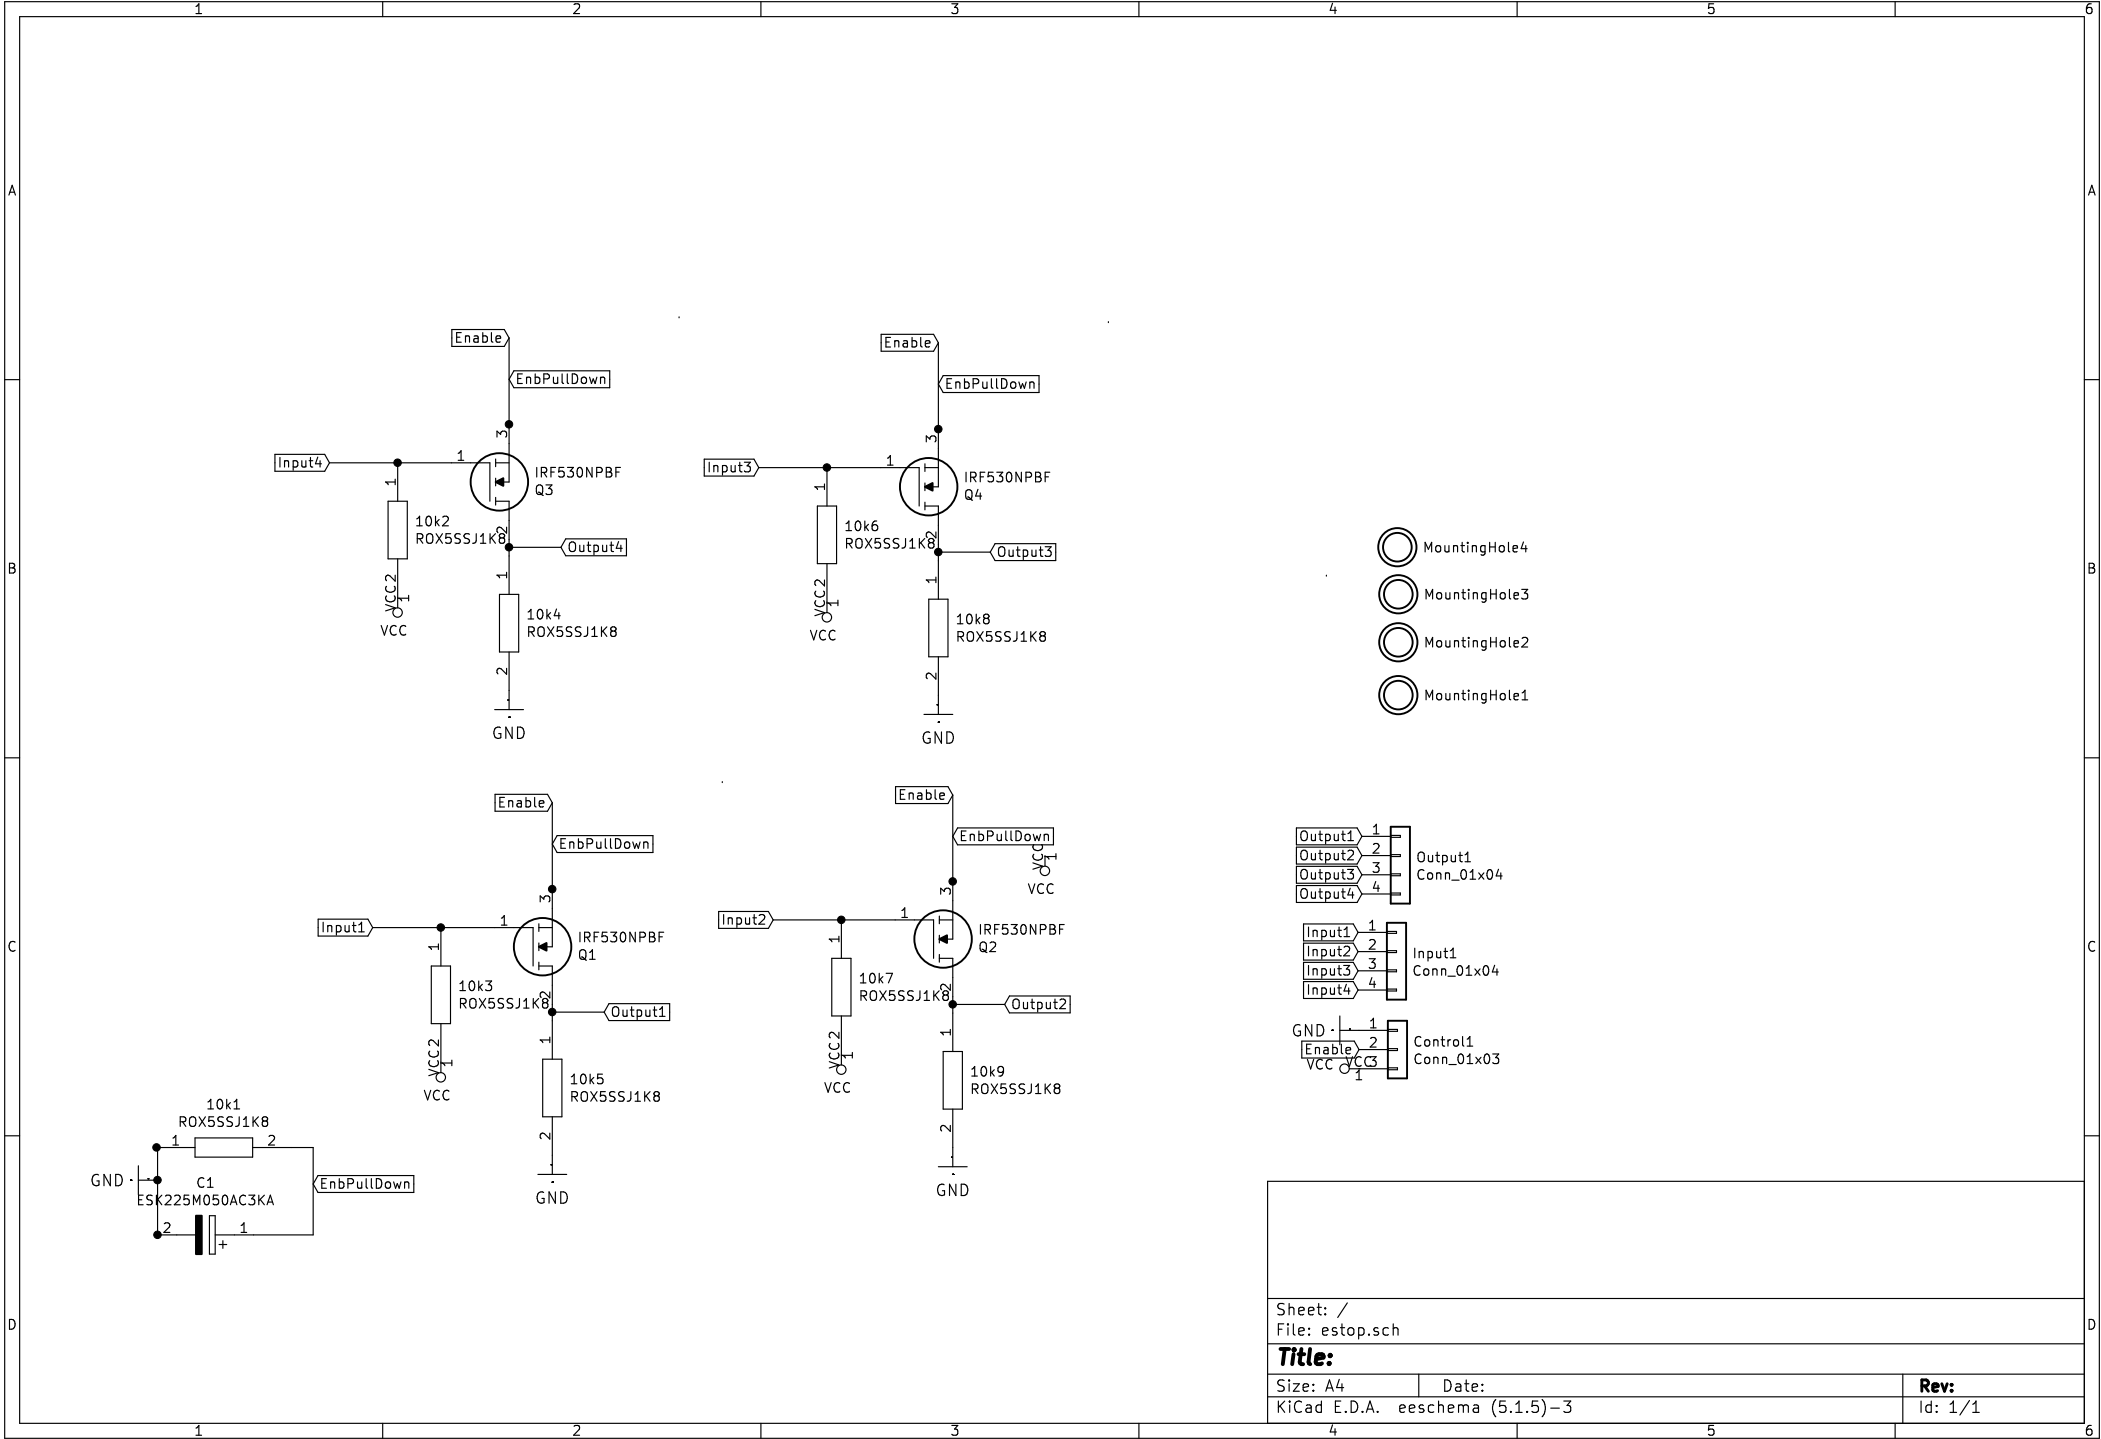 1 2 3 4 5 6
A A
B B
C C
D D
Enable
EnbPullDown
3
Input4
1
IRF530NPBF
Q3
1
10k2
ROX5SSJ1K8
2
Output4
2
VCC
1
VCC
1
10k4
ROX5SSJ1K8
2
GND
Enable
EnbPullDown
3
Input3
1
IRF530NPBF
Q4
1
10k6
ROX5SSJ1K8
2
Output3
2
VCC
1
VCC
1
10k8
ROX5SSJ1K8
2
GND
MountingHole4
MountingHole3
MountingHole2
MountingHole1
Enable
EnbPullDown
3
Input1
1
IRF530NPBF
Q1
1
10k3
ROX5SSJ1K8
2
Output1
2
VCC
1
VCC
1
10k5
ROX5SSJ1K8
2
GND
Enable
EnbPullDown
VCC
1
VCC
3
Input2
1
IRF530NPBF
Q2
1
10k7
ROX5SSJ1K8
2
Output2
2
VCC
1
VCC
1
10k9
ROX5SSJ1K8
2
GND
Output1 1
Output2 2
Output3 3
Output4 4
Output1
Conn_01x04
Input1 1
Input2 2
Input3 3
Input4 4
Input1
Conn_01x04
GND 1
Enable 2
VCC VCC 3
1
Control1
Conn_01x03
10k1
ROX5SSJ1K8
1 2
GND
C1
ESK225M050AC3KA
EnbPullDown
2 1
+
Sheet: /
File: estop.sch
Title:
Size: A4 Date: Rev:
KiCad E.D.A. eeschema (5.1.5)-3 Id: 1/1
1 2 3 4 5 6